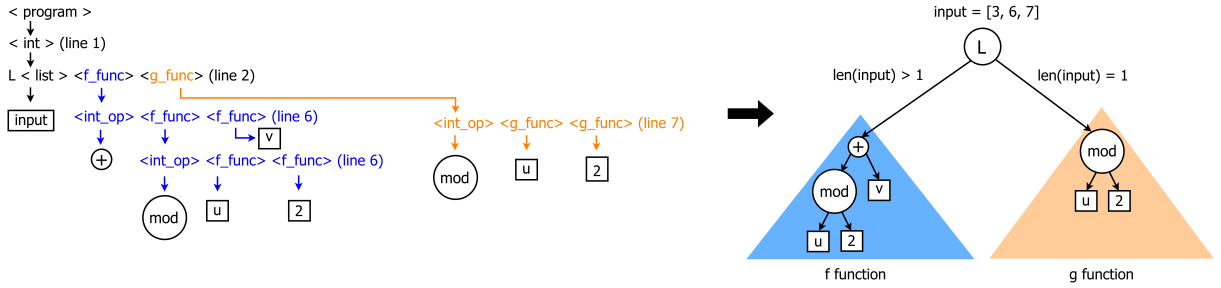 < program >
< int > (line 1)
L < list > <f_func> <g_func> (line 2)
input
<int_op> <f_func> <f_func> (line 6)
+
v
<int_op> <f_func> <f_func> (line 6)
mod
u
2
<int_op> <g_func> <g_func> (line 7)
mod
u
2
input = [3, 6, 7]
L
len(input) > 1
len(input) = 1
+
mod
v
u
2
f function
mod
u
2
g function